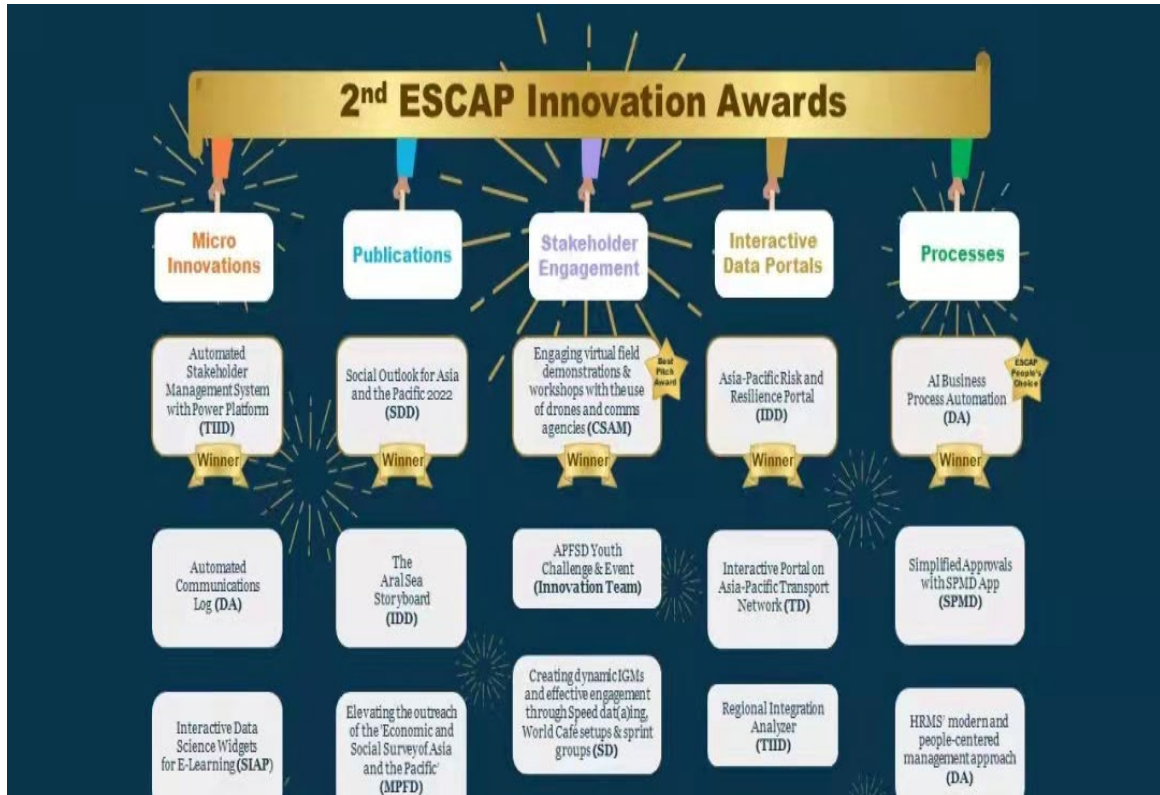 2nd ESCAP Innovation Awards
Micro
Innovations
Publications
Stakeholder
Engagement
Interactive
Data Portals
Processes
Automated
Stakeholder
Management System
with Power Platform
(TIID)
Winner
Social Outlook for Asia
and the Pacific 2022
(SDD)
Winner
Engaging virtual field
demonstrations &
workshops with the use
of drones and comms
agencies (CSAM)
Best
Pitch
Award
Winner
Asia-Pacific Risk and
Resilience Portal
(IDD)
Winner
AI Business
Process Automation
(DA)
ESCAP
People's
Choice
Winner
Automated
Communications
Log (DA)
The
Aral Sea
Storyboard
(IDD)
APFSD Youth
Challenge & Event
(Innovation Team)
Interactive Portal on
Asia-Pacific Transport
Network (TD)
Simplified Approvals
with SPMD App
(SPMD)
Interactive Data
Science Widgets
for E-Learning (SIAP)
Elevating the outreach
of the 'Economic and
Social Survey of Asia
and the Pacific'
(MPFD)
Creating dynamic IGMs
and effective engagement
through Speed dat(a)ing,
World Café setups & sprint
groups (SD)
Regional Integration
Analyzer
(TIID)
HRMS' modern and
people-centered
management approach
(DA)